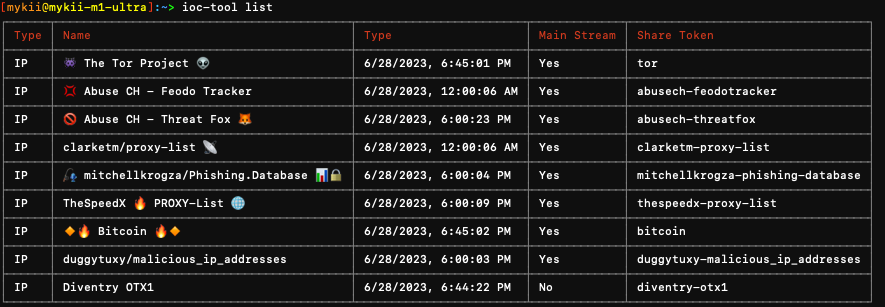 [mykii@mykii-m1-ultra]:~> ioc-tool list
Type Name Type Main Stream Share Token
IP 👾 The Tor Project 👽 6/28/2023, 6:45:01 PM Yes tor
IP 💢 Abuse CH - Feodo Tracker 6/28/2023, 12:00:06 AM Yes abusech-feodotracker
IP 🚫 Abuse CH - Threat Fox 🦊 6/28/2023, 6:00:23 PM Yes abusech-threatfox
IP clarketm/proxy-list 📡 6/28/2023, 12:00:06 AM Yes clarketm-proxy-list
IP 🎣 mitchellkrogza/Phishing.Database 📊🔒 6/28/2023, 6:00:04 PM Yes mitchellkrogza-phishing-database
IP TheSpeedX 🔥 PROXY-List 🌐 6/28/2023, 6:00:09 PM Yes thespeedx-proxy-list
IP 🔸🔥 Bitcoin 🔥🔸 6/28/2023, 6:45:02 PM Yes bitcoin
IP duggytuxy/malicious_ip_addresses 6/28/2023, 6:00:03 PM Yes duggytuxy-malicious_ip_addresses
IP Diventry OTX1 6/28/2023, 6:44:22 PM No diventry-otx1